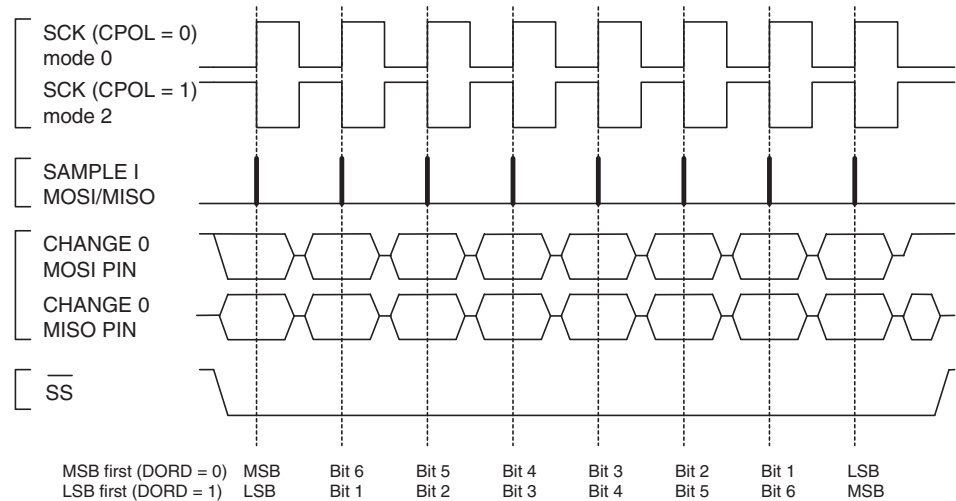 SCK (CPOL = 0)
mode 0
SCK (CPOL = 1)
mode 2
SAMPLE I
MOSI/MISO
CHANGE 0
MOSI PIN
CHANGE 0
MISO PIN
SS
MSB first (DORD = 0) MSB Bit 6 Bit 5 Bit 4 Bit 3 Bit 2 Bit 1 LSB
LSB first (DORD = 1) LSB Bit 1 Bit 2 Bit 3 Bit 4 Bit 5 Bit 6 MSB